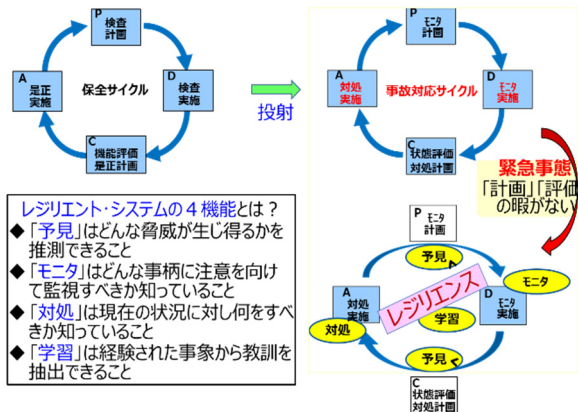 P
検査
計画
A
是正
実施
保全サイクル
D
検査
実施
C
機能評価
是正計画
投射
P
モニタ
計画
A
対処
実施
事故対応サイクル
D
モニタ
実施
C
状態評価
対処計画
緊急事態
「計画」「評価」
の暇がない
レジリエント・システムの4機能とは？
◆「予見」はどんな脅威が生じ得るかを
推測できること
◆「モニタ」はどんな事柄に注意を向け
て監視すべきか知っていること
◆「対処」は現在の状況に対し何をすべ
きか知っていること
◆「学習」は経験された事象から教訓を
抽出できること
P
モニタ
計画
予見
モニタ
A
対処
実施
レジリエンス
D
モニタ
実施
対処
学習
予見
C
状態評価
対処計画